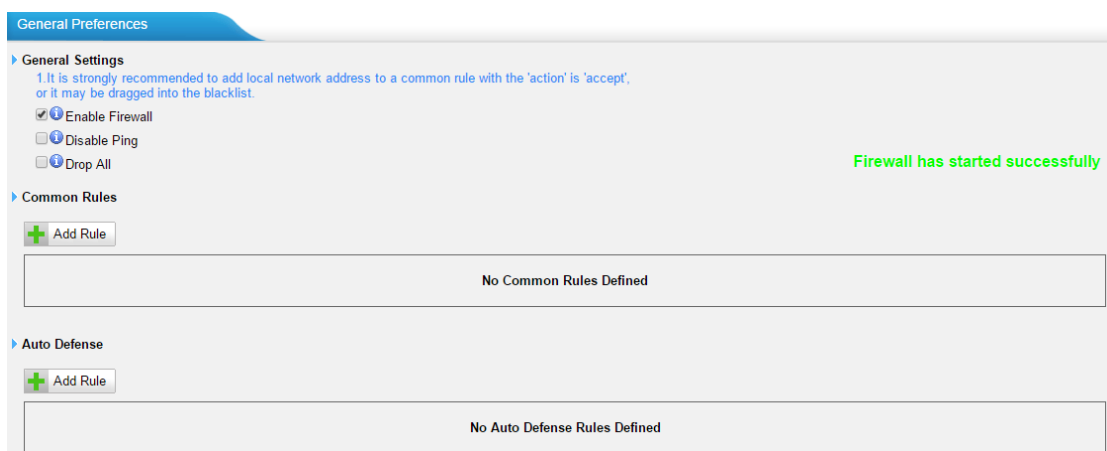 General Preferences
General Settings
1.It is strongly recommended to add local network address to a common rule with the 'action' is 'accept',
or it may be dragged into the blacklist.
Enable Firewall
Disable Ping
Drop All
Firewall has started successfully
Common Rules
Add Rule
No Common Rules Defined
Auto Defense
Add Rule
No Auto Defense Rules Defined